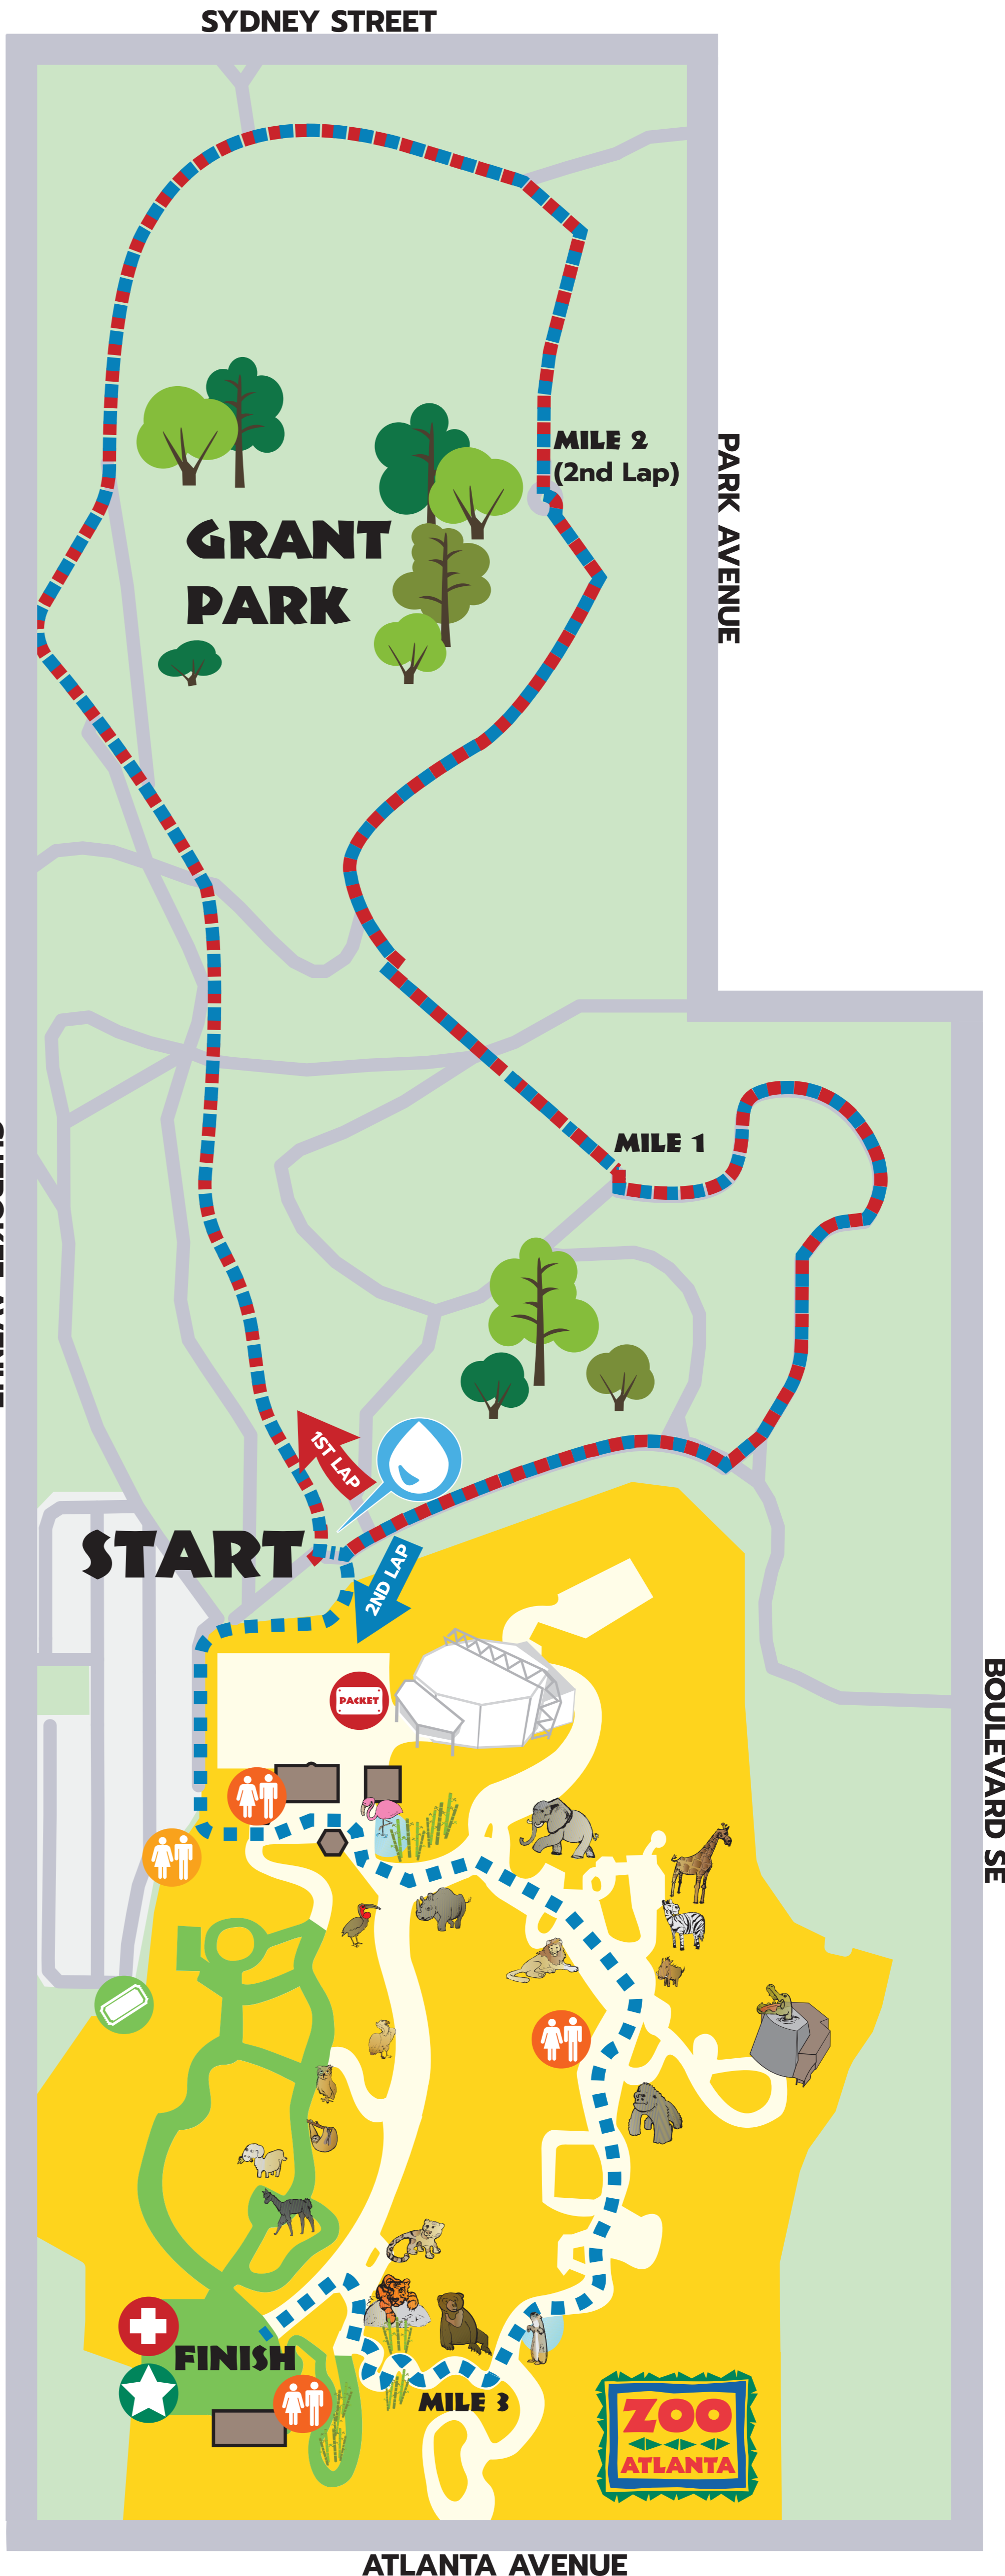 SYDNEY STREET
MILE 2
(2nd Lap)
PARK AVENUE
GRANT
PARK
MILE 1
1ST LAP
START
2ND LAP
PACKET
BOULEVARD SE
FINISH
MILE 3
ZOO
ATLANTA
ATLANTA AVENUE